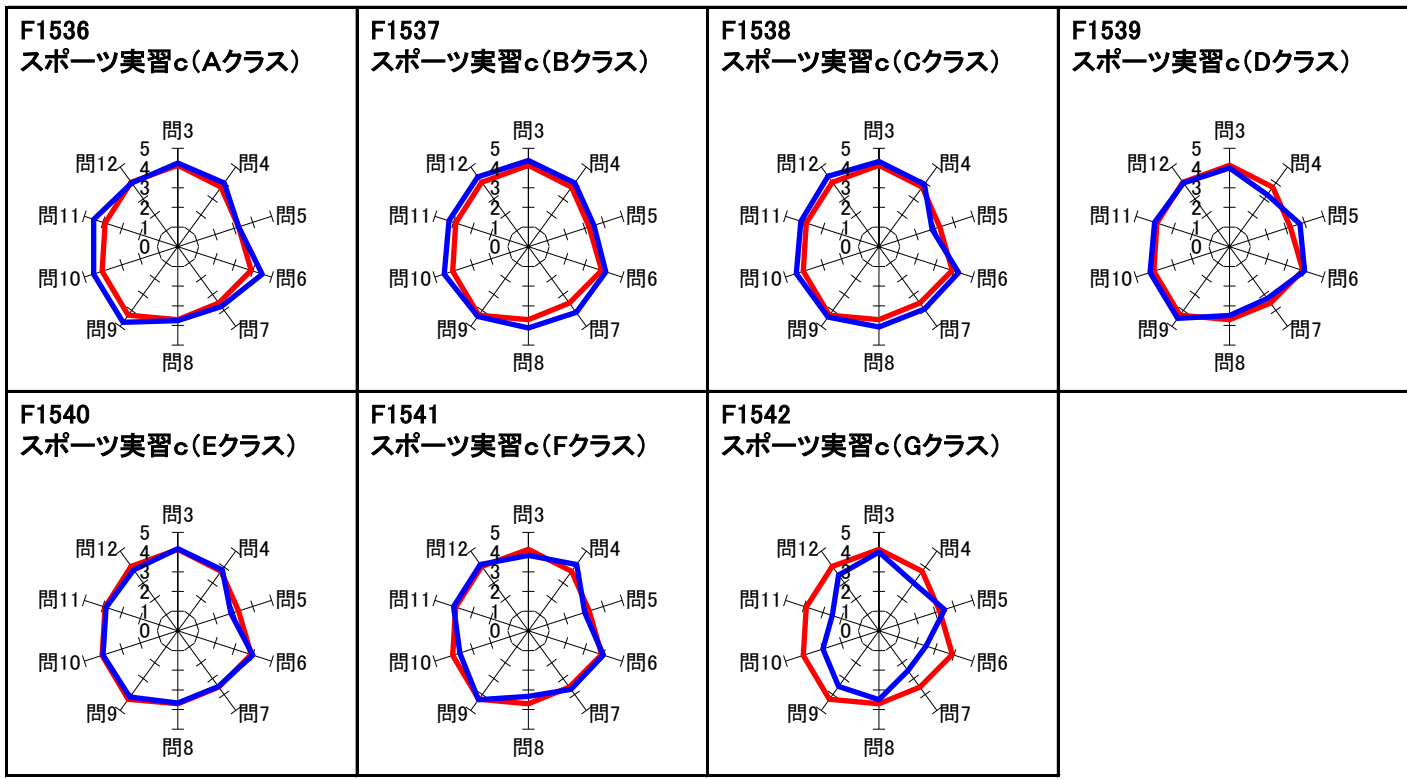 F1536
スポーツ実習c(Aクラス)
問3
問4
問5
問6
問7
問8
問9
問10
問11
問12
5
4
3
2
1
0
F1537
スポーツ実習c(Bクラス)
問3
問4
問5
問6
問7
問8
問9
問10
問11
問12
5
4
3
2
1
0
F1538
スポーツ実習c(Cクラス)
問3
問4
問5
問6
問7
問8
問9
問10
問11
問12
5
4
3
2
1
0
F1539
スポーツ実習c(Dクラス)
問3
問4
問5
問6
問7
問8
問9
問10
問11
問12
5
4
3
2
1
0
F1540
スポーツ実習c(Eクラス)
問3
問4
問5
問6
問7
問8
問9
問10
問11
問12
5
4
3
2
1
0
F1541
スポーツ実習c(Fクラス)
問3
問4
問5
問6
問7
問8
問9
問10
問11
問12
5
4
3
2
1
0
F1542
スポーツ実習c(Gクラス)
問3
問4
問5
問6
問7
問8
問9
問10
問11
問12
5
4
3
2
1
0